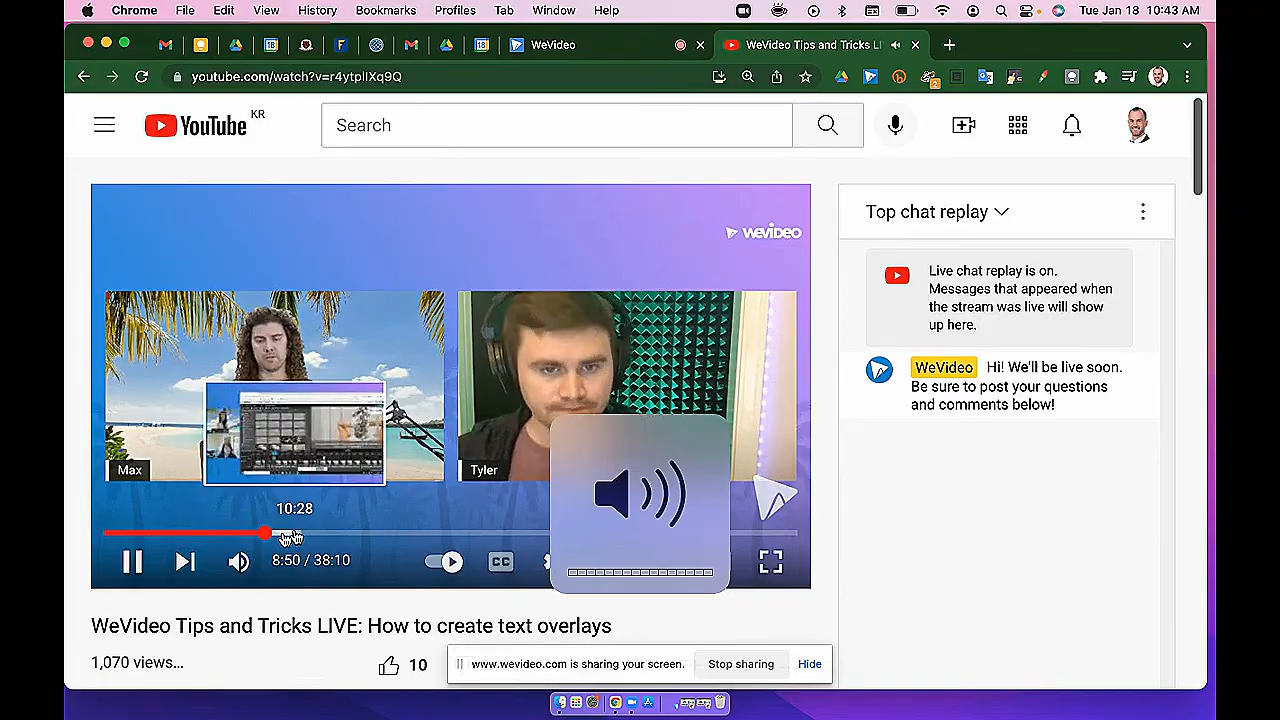 Chrome File Edit View History Bookmarks Profiles Tab Window Help Tue Jan 18 10:43 AM
WeVideo WeVideo Tips and Tricks LI
youtube.com/watch?v=r4ytpIlXq9Q
2
YouTube KR
Search
wevideo
Top chat replay
Live chat replay is on.
Messages that appeared when
the stream was live will show
up here.
WeVideo Hi! We'll be live soon.
Be sure to post your questions
and comments below!
Max
Tyler
10:28
8:50 / 38:10
CC
WeVideo Tips and Tricks LIVE: How to create text overlays
1,070 views...
10
www.wevideo.com is sharing your screen. Stop sharing Hide